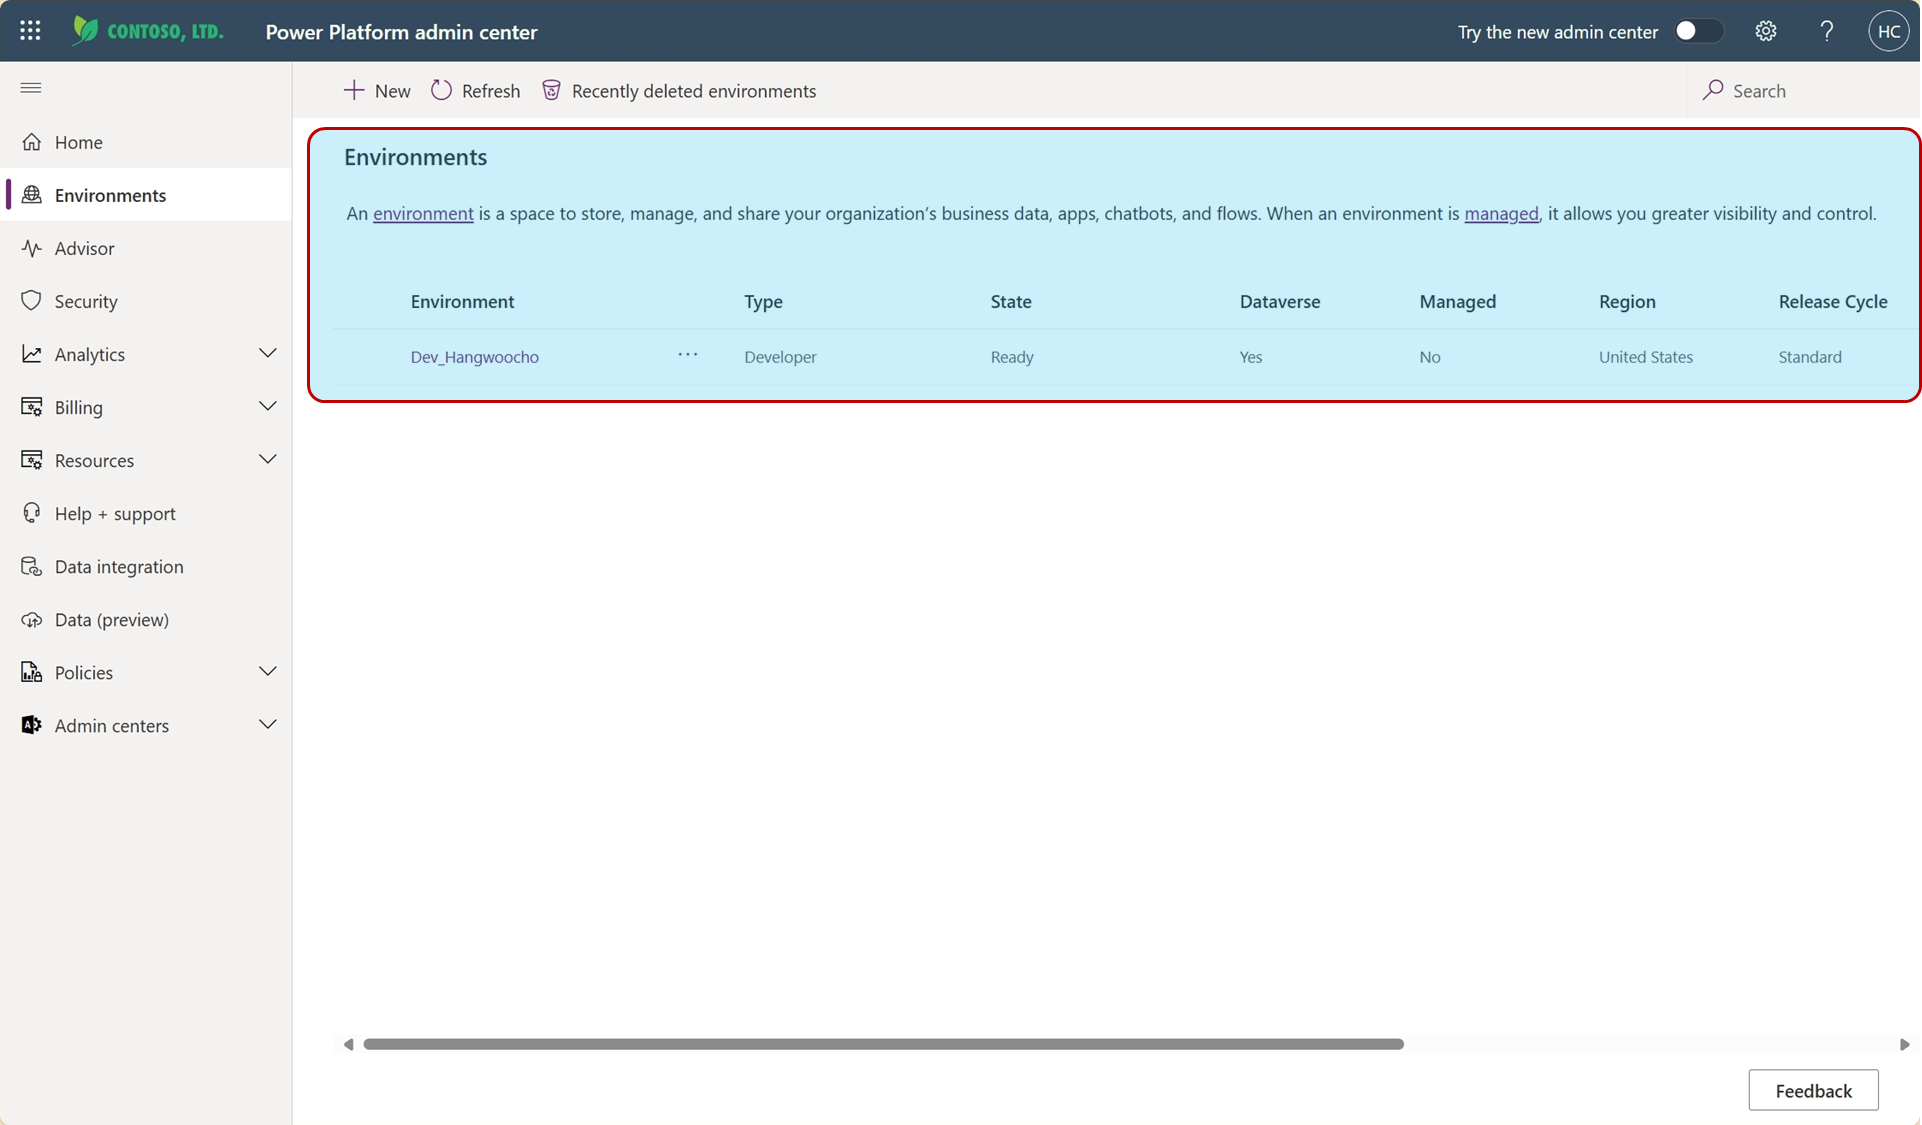 CONTOSO, LTD.
Power Platform admin center
Try the new admin center
?
HC
New
Refresh
Recently deleted environments
Search
Home
Environments
Advisor
Security
Analytics
Billing
Resources
Help + support
Data integration
Data (preview)
Policies
Admin centers
Environments
An environment is a space to store, manage, and share your organization's business data, apps, chatbots, and flows. When an environment is managed, it allows you greater visibility and control.
Environment Type State Dataverse Managed Region Release Cycle
Dev_Hangwoocho ... Developer Ready Yes No United States Standard
Feedback